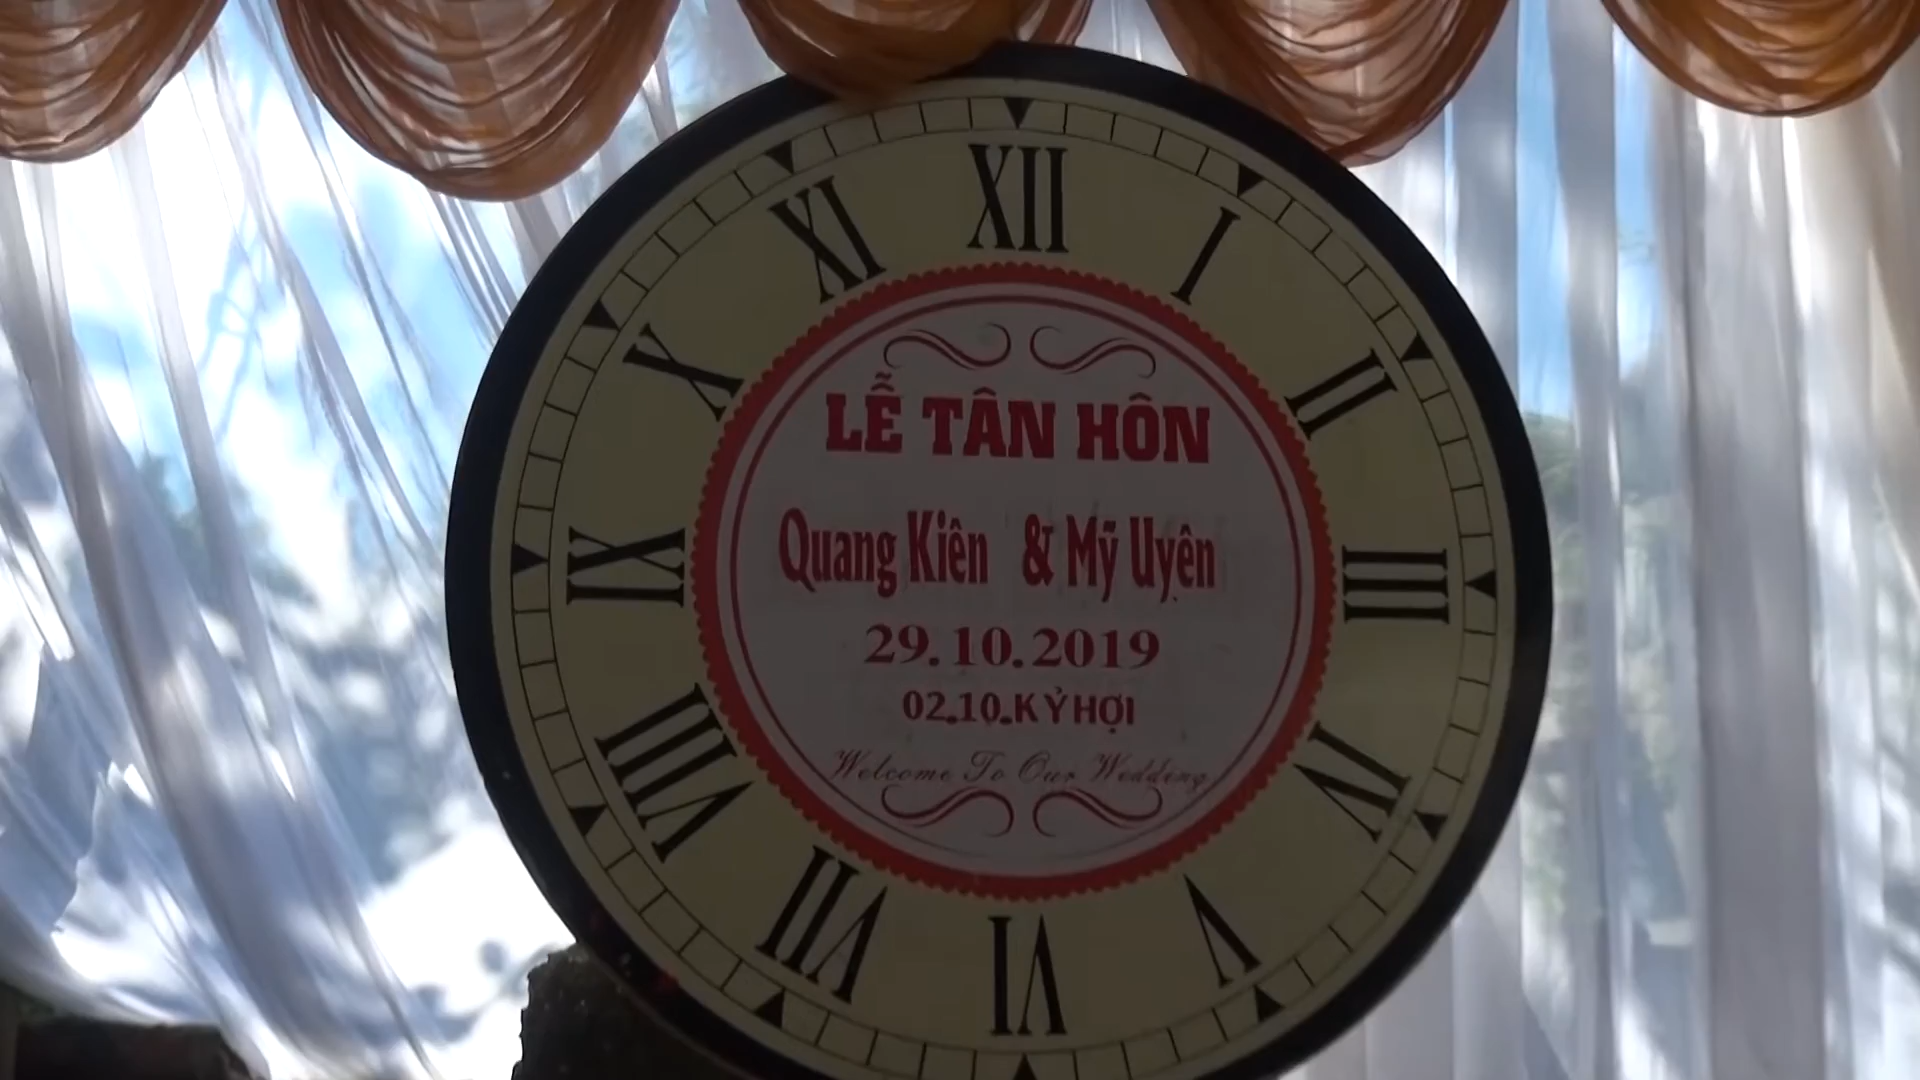 XII
XI
I
X
II
LỄ TÂN HÔN
IX
Quang Kiên & Mỹ Uyên
III
29.10.2019
02.10.KỶ HỢI
Welcome To Our Wedding
VIII
IV
VII
VI
V